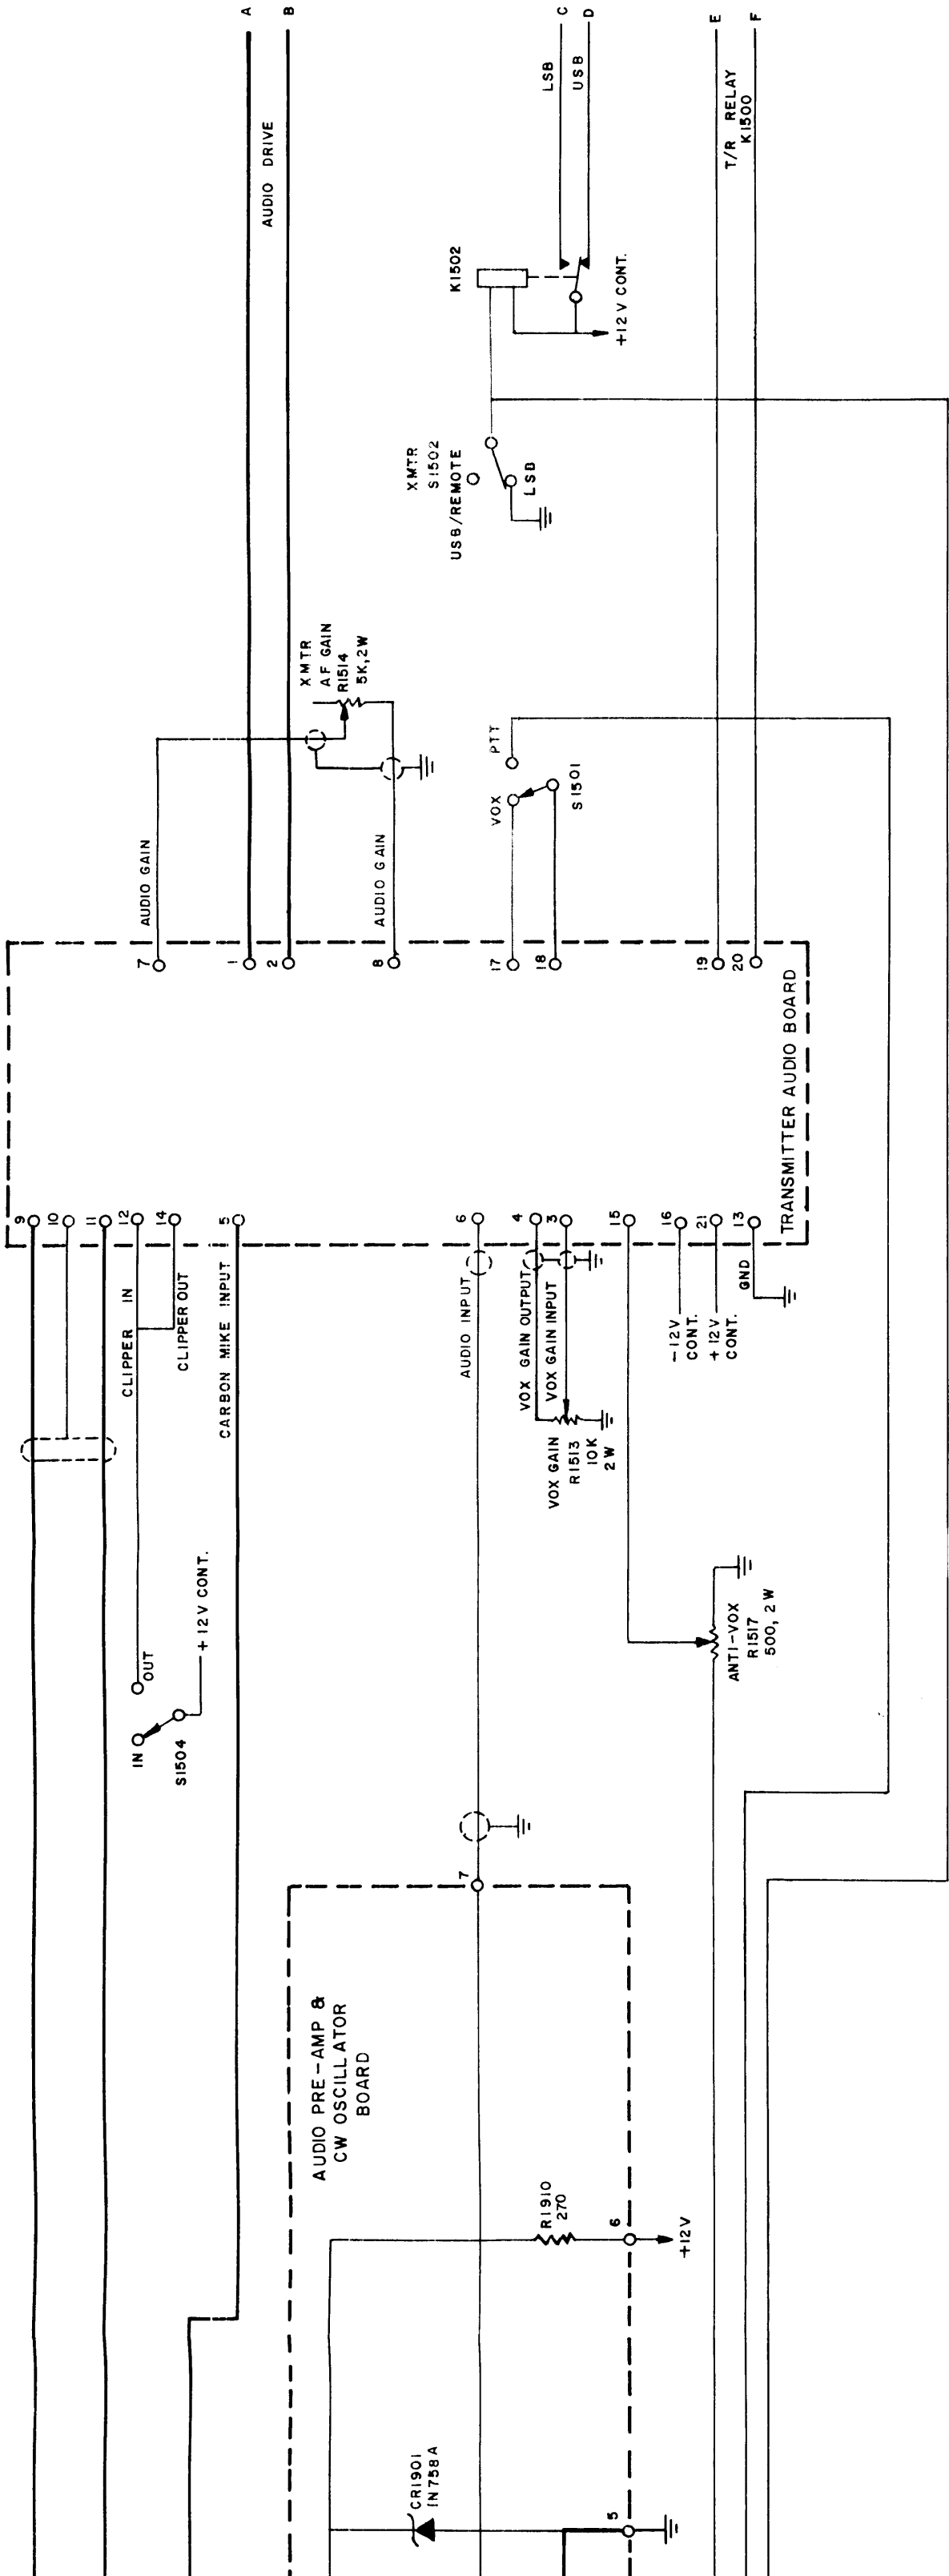 9
10
11
12
14
5
CLIPPER IN
CLIPPER OUT
CARBON MIKE INPUT
IN
OUT
S1504
+12V CONT.
6
4
3
15
16
21
13
AUDIO INPUT
VOX GAIN OUTPUT
VOX GAIN INPUT
VOX GAIN
R1513
10K
2W
-12V
CONT.
+12V
CONT.
GND
ANTI-VOX
R1517
500, 2W
TRANSMITTER AUDIO BOARD
7
1
2
8
17
18
19
20
AUDIO GAIN
AUDIO GAIN
XMTR
AF GAIN
R1514
5K,2W
AUDIO DRIVE
A
B
VOX
PTT
S1501
XMTR
S1502
USB/REMOTE
LSB
K1502
+12V CONT.
LSB
USB
C
D
T/R RELAY
K1500
E
F
AUDIO PRE-AMP &
CW OSCILLATOR
BOARD
7
R1910
270
6
+12V
CR1901
1N758A
5